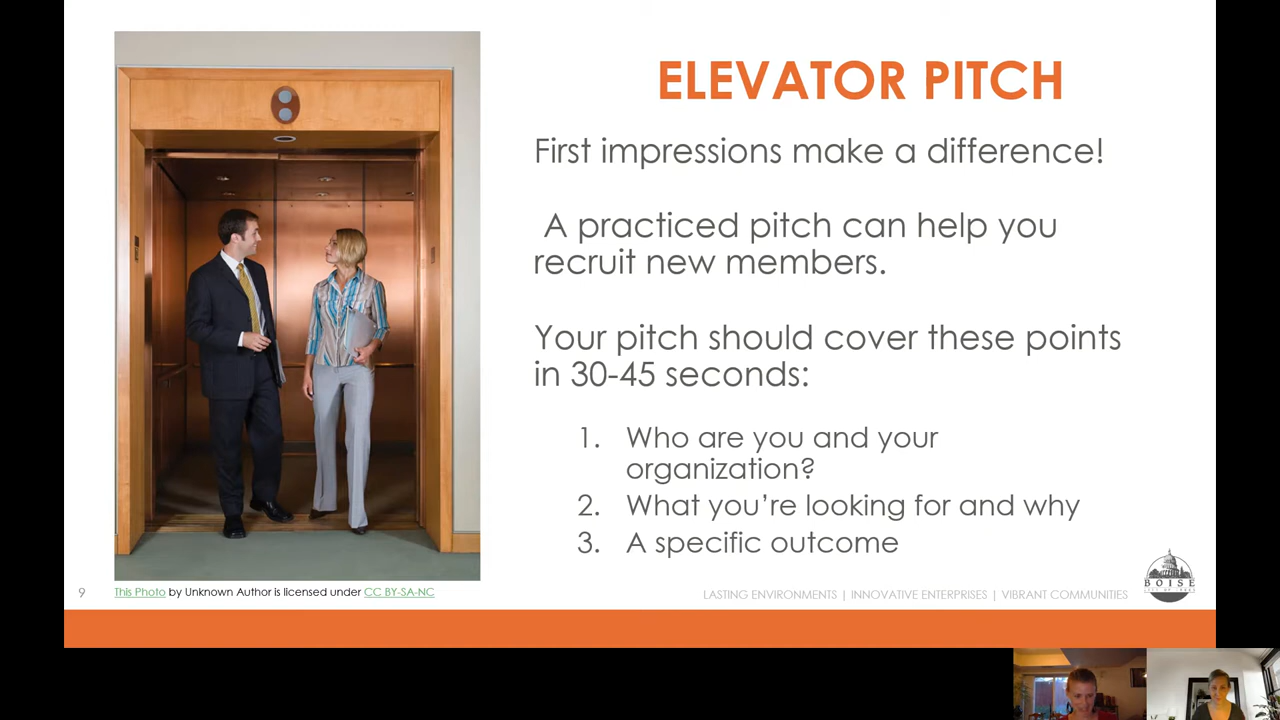 ELEVATOR PITCH
First impressions make a difference!
A practiced pitch can help you
recruit new members.
Your pitch should cover these points
in 30-45 seconds:
1. Who are you and your
organization?
2. What you’re looking for and why
3. A specific outcome
9
This Photo by Unknown Author is licensed under CC BY-SA-NC
LASTING ENVIRONMENTS | INNOVATIVE ENTERPRISES | VIBRANT COMMUNITIES
BOISE